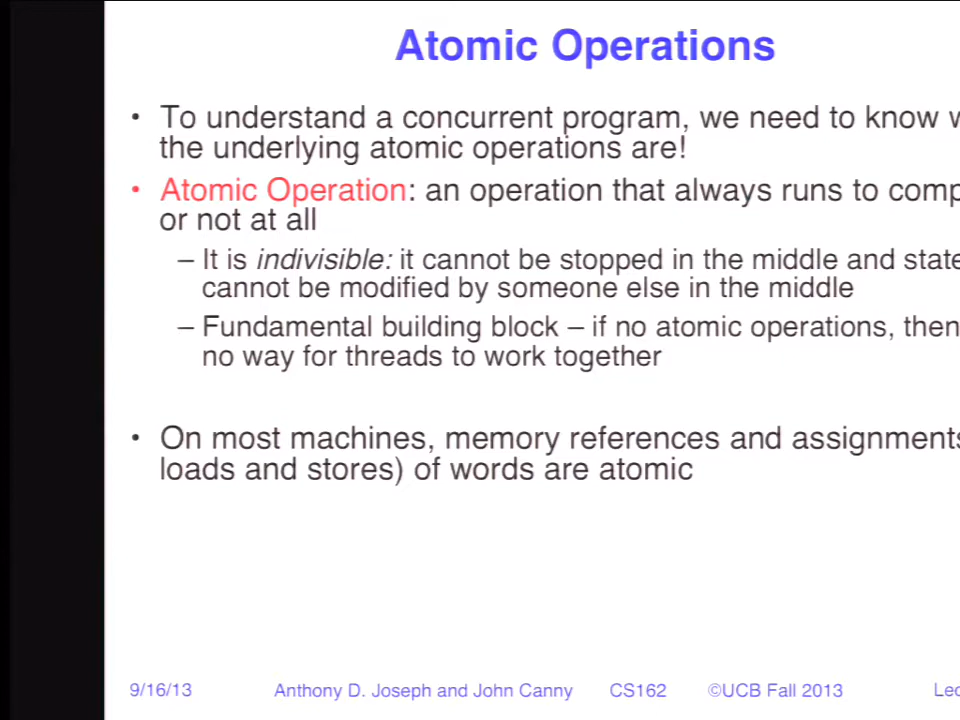 Atomic Operations
• To understand a concurrent program, we need to know
the underlying atomic operations are!
• Atomic Operation: an operation that always runs to comp
or not at all
– It is indivisible: it cannot be stopped in the middle and state
cannot be modified by someone else in the middle
– Fundamental building block – if no atomic operations, then
no way for threads to work together
• On most machines, memory references and assignments
loads and stores) of words are atomic
9/16/13 Anthony D. Joseph and John Canny CS162 ©UCB Fall 2013 Lec